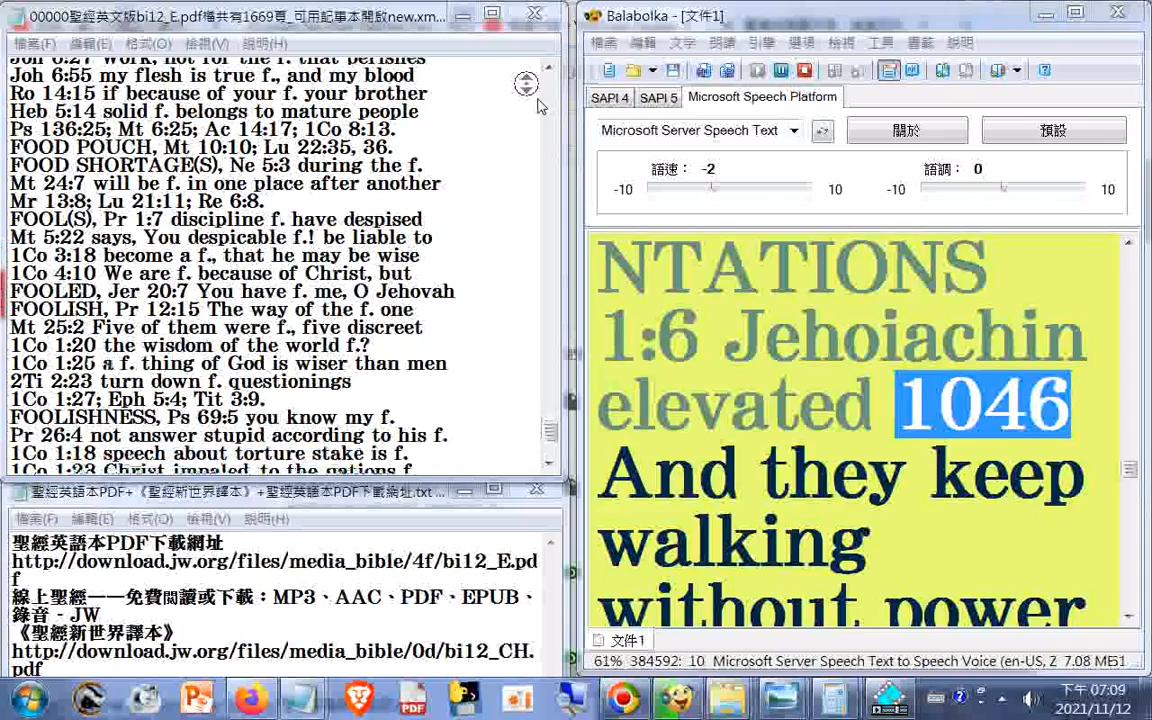 00000聖經英文版bi12_E.pdf檔共有1669頁_可用記事本開啟new.xm...
檔案(F) 編輯(E) 格式(O) 檢視(V) 說明(H)
Joh 6:27 Work, not for the f. that perishes
Joh 6:55 my flesh is true f., and my blood
Ro 14:15 if because of your f. your brother
Heb 5:14 solid f. belongs to mature people
Ps 136:25; Mt 6:25; Ac 14:17; 1Co 8:13.
FOOD POUCH, Mt 10:10; Lu 22:35, 36.
FOOD SHORTAGE(S), Ne 5:3 during the f.
Mt 24:7 will be f. in one place after another
Mr 13:8; Lu 21:11; Re 6:8.
FOOL(S), Pr 1:7 discipline f. have despised
Mt 5:22 says, You despicable f.! be liable to
1Co 3:18 become a f., that he may be wise
1Co 4:10 We are f. because of Christ, but
FOOLED, Jer 20:7 You have f. me, O Jehovah
FOOLISH, Pr 12:15 The way of the f. one
Mt 25:2 Five of them were f., five discreet
1Co 1:20 the wisdom of the world f.?
1Co 1:25 a f. thing of God is wiser than men
2Ti 2:23 turn down f. questionings
1Co 1:27; Eph 5:4; Tit 3:9.
FOOLISHNESS, Ps 69:5 you know my f.
Pr 26:4 not answer stupid according to his f.
1Co 1:18 speech about torture stake is f.
1Co 1:23 Christ impaled to the nations f.
聖經英語本PDF+《聖經新世界譯本》+聖經英語本PDF下載網址.txt ...
檔案(F) 編輯(E) 格式(O) 檢視(V) 說明(H)
聖經英語本PDF下載網址
http://download.jw.org/files/media_bible/4f/bi12_E.pd
f
線上聖經——免費閱讀或下載：MP3、AAC、PDF、EPUB、
錄音 - JW
《聖經新世界譯本》
http://download.jw.org/files/media_bible/0d/bi12_CH.
pdf
Balabolka - [文件1]
檔案 編輯 文字 朗讀 引擎 選項 檢視 工具 書籤 說明
SAPI 4 SAPI 5 Microsoft Speech Platform
Microsoft Server Speech Text 關於 預設
語速： -2 語調： 0
-10 10 -10 10
NTATIONS
1:6 Jehoiachin
elevated 1046
And they keep
walking
without power
文件1
61% 384592: 10 Microsoft Server Speech Text to Speech Voice (en-US, Z 7.08 ME51
下午 07:09
2021/11/12